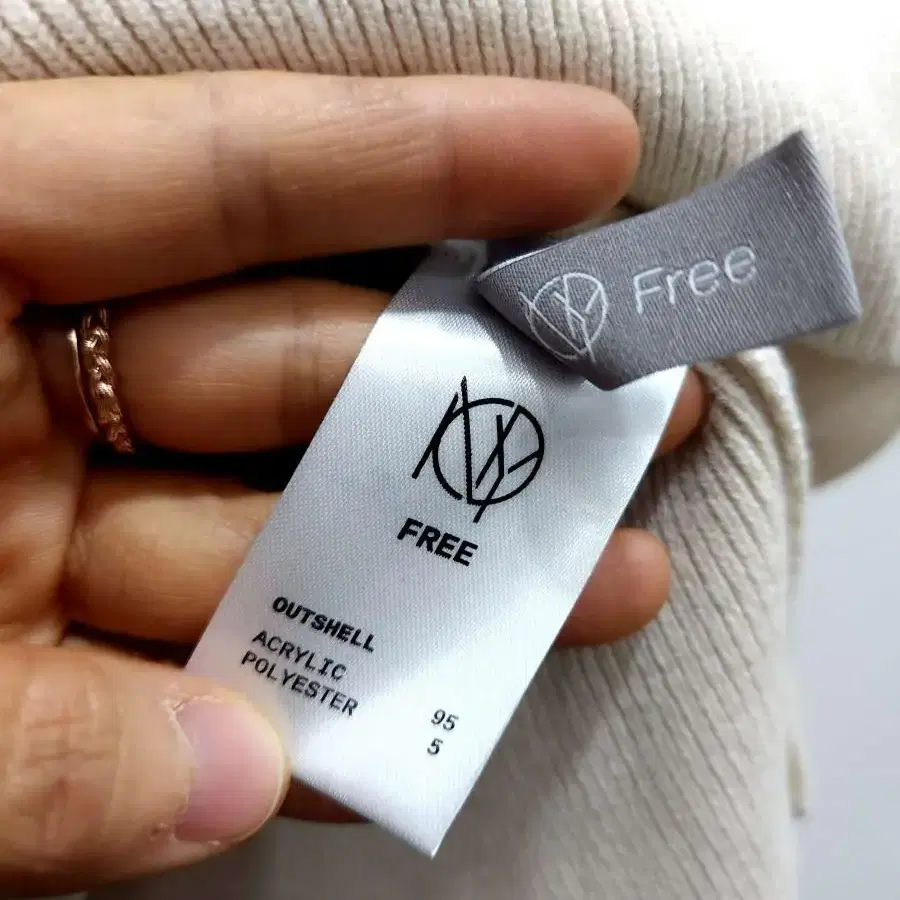 Free
FREE
OUTSHELL
ACRYLIC 95
POLYESTER 5